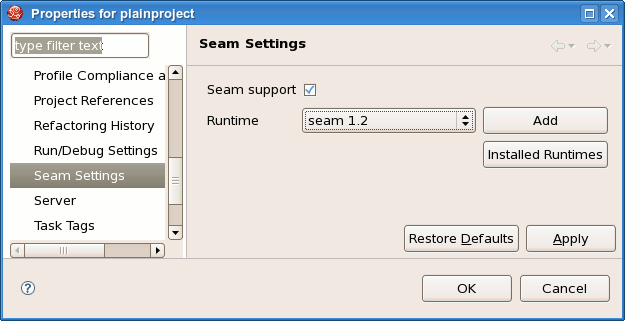 Properties for plainproject
type filter text
Profile Compliance a
Project References
Refactoring History
Run/Debug Settings
Seam Settings
Server
Task Tags
Seam Settings
Seam support
Runtime
seam 1.2
Add
Installed Runtimes
Restore Defaults
Apply
?
OK
Cancel